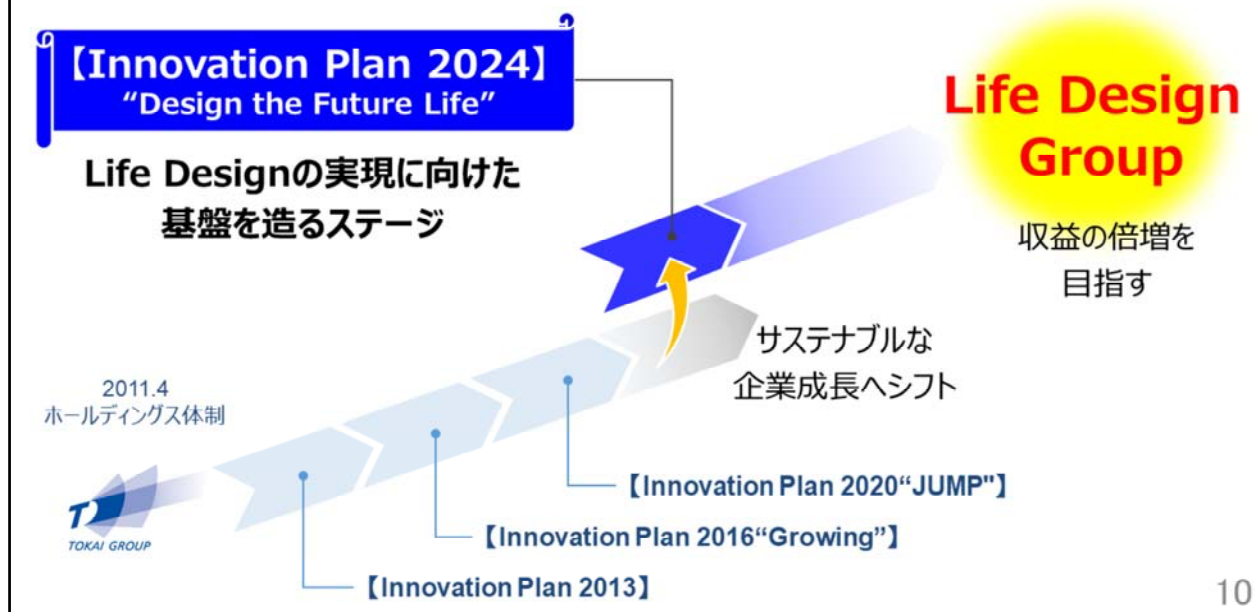 【Innovation Plan 2024】
“Design the Future Life”
Life Designの実現に向けた
基盤を造るステージ
Life Design
Group
収益の倍増を
目指す
サステナブルな
企業成長へシフト
2011.4
ホールディングス体制
TOKAI GROUP
【Innovation Plan 2020“JUMP"】
【Innovation Plan 2016“Growing”】
【Innovation Plan 2013】
10